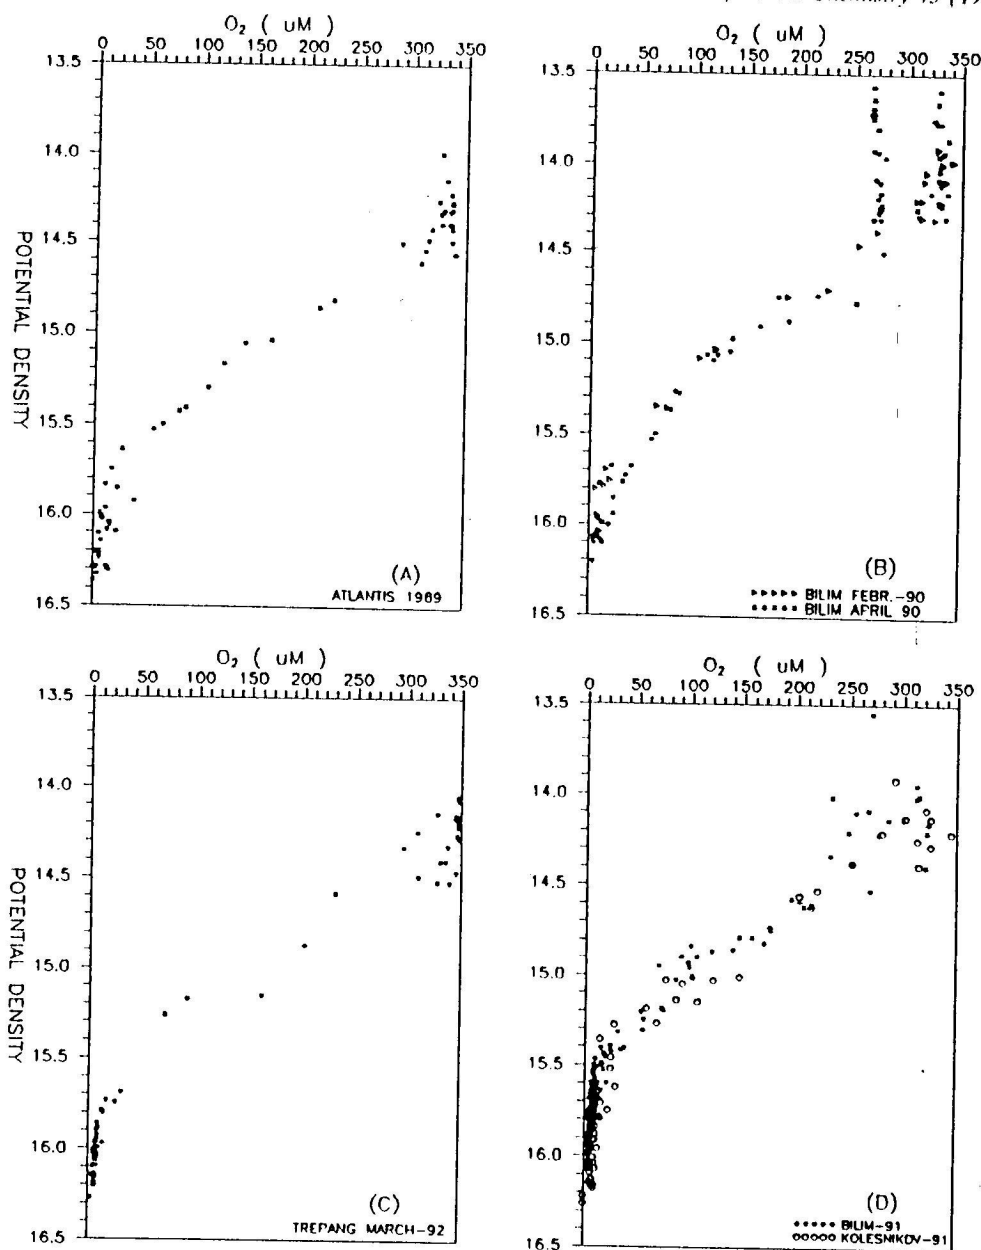 Chemistry
O₂ ( uM )
0 50 100 150 200 250 300 350
13.5
14.0
14.5
15.0
15.5
16.0
16.5
POTENTIAL DENSITY
(A)
ATLANTIS 1989
O₂ ( uM )
0 50 100 150 200 250 300 350
13.5
14.0
14.5
15.0
15.5
16.0
16.5
(B)
BILIM FEBR.-90
BILIM APRIL 90
O₂ ( uM )
0 50 100 150 200 250 300 350
13.5
14.0
14.5
15.0
15.5
16.0
16.5
POTENTIAL DENSITY
(C)
TREPANG MARCH-92
O₂ ( uM )
0 50 100 150 200 250 300 350
13.5
14.0
14.5
15.0
15.5
16.0
16.5
(D)
BILIM-91
KOLESNIKOV-91